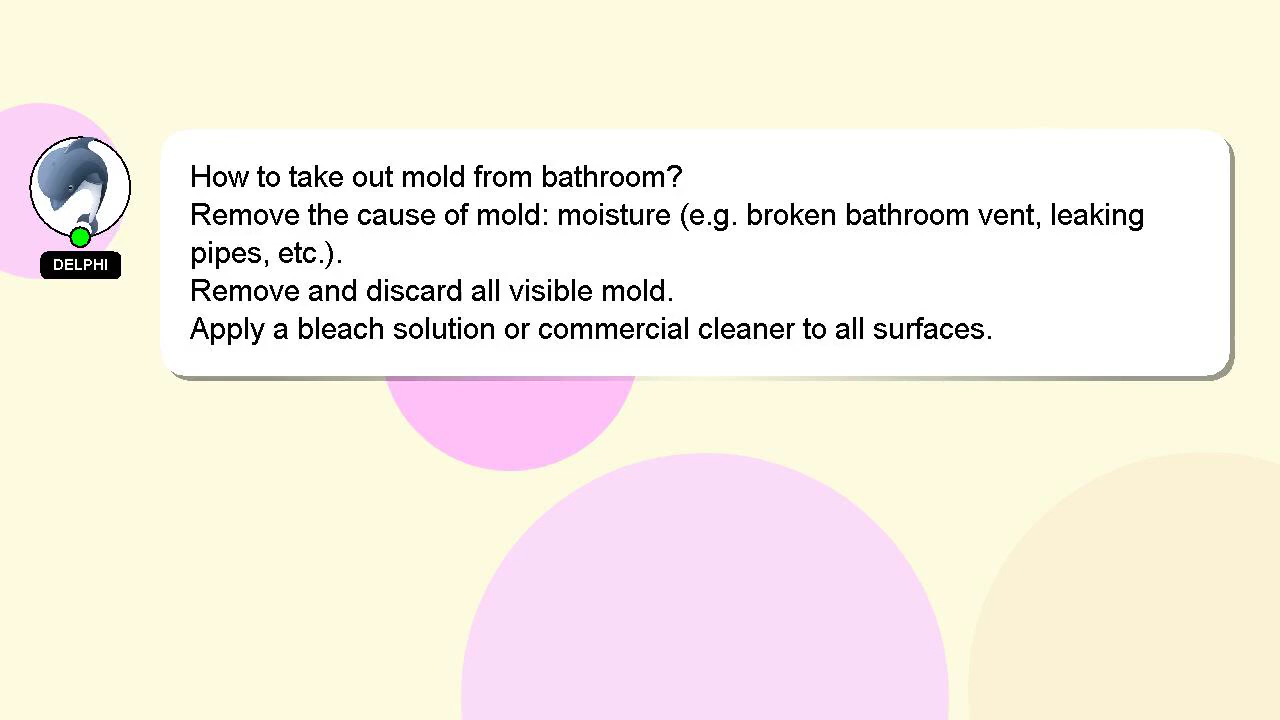 How to take out mold from bathroom?
Remove the cause of mold: moisture (e.g. broken bathroom vent, leaking
pipes, etc.).
Remove and discard all visible mold.
Apply a bleach solution or commercial cleaner to all surfaces.
DELPHI